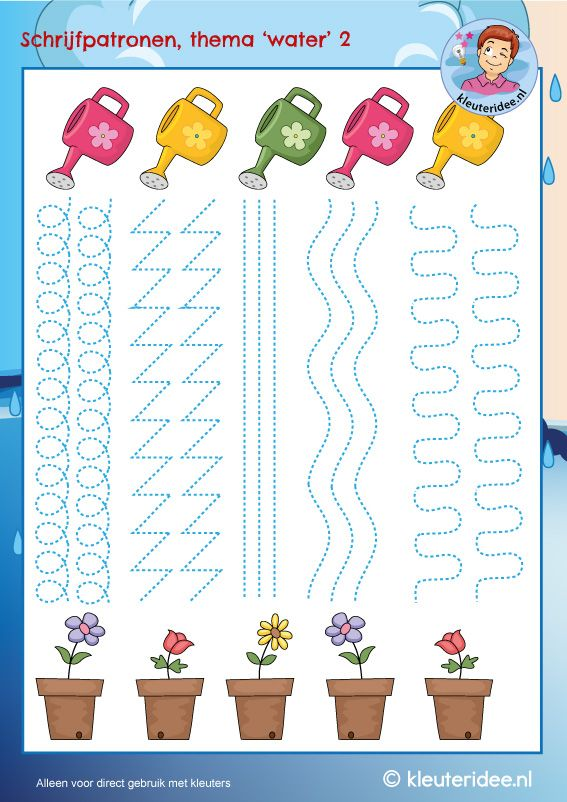 Schrijfpatronen, thema ‘water’ 2
kleuteridee.nl
Alleen voor direct gebruik met kleuters
© kleuteridee.nl